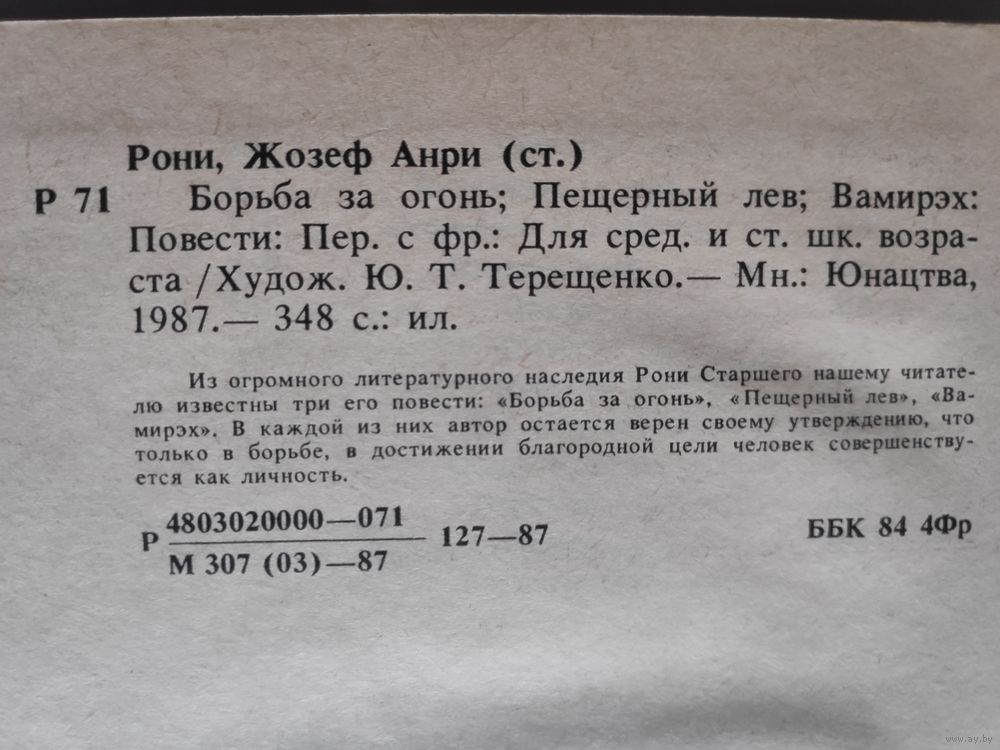 Рони, Жозеф Анри (ст.)
Р 71 Борьба за огонь; Пещерный лев; Вамирэх:
Повести: Пер. с фр.: Для сред. и ст. шк. возра-
ста /Худож. Ю. Т. Терещенко.— Мн.: Юнацтва,
1987.— 348 с.: ил.
Из огромного литературного наследия Рони Старшего нашему читате-
лю известны три его повести: «Борьба за огонь», «Пещерный лев», «Ва-
мирэх». В каждой из них автор остается верен своему утверждению, что
только в борьбе, в достижении благородной цели человек совершенству-
ется как личность.
Р 4803020000—071
М 307 (03)—87
127—87
ББК 84 4Фр
www.ay.by